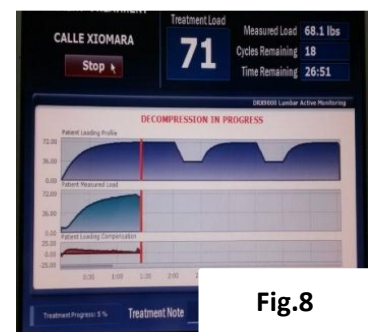 TREATMENT
Treatment Load
CALLE XIOMARA
Stop
71
Measured Load 68.1 lbs
Cycles Remaining 18
Time Remaining 26:51
DRX9000 Lumbar Active Monitoring
DECOMPRESSION IN PROGRESS
Patient Loading Profile
72.00
36.00
0.00
Patient Measured Load
72.00
36.00
0.00
Patient Loading Compensation
25.00
0.00
-25.00
0:30 1:00 1:30 2:00
Treatment Progress: 5 %
Treatment Note
Fig.8